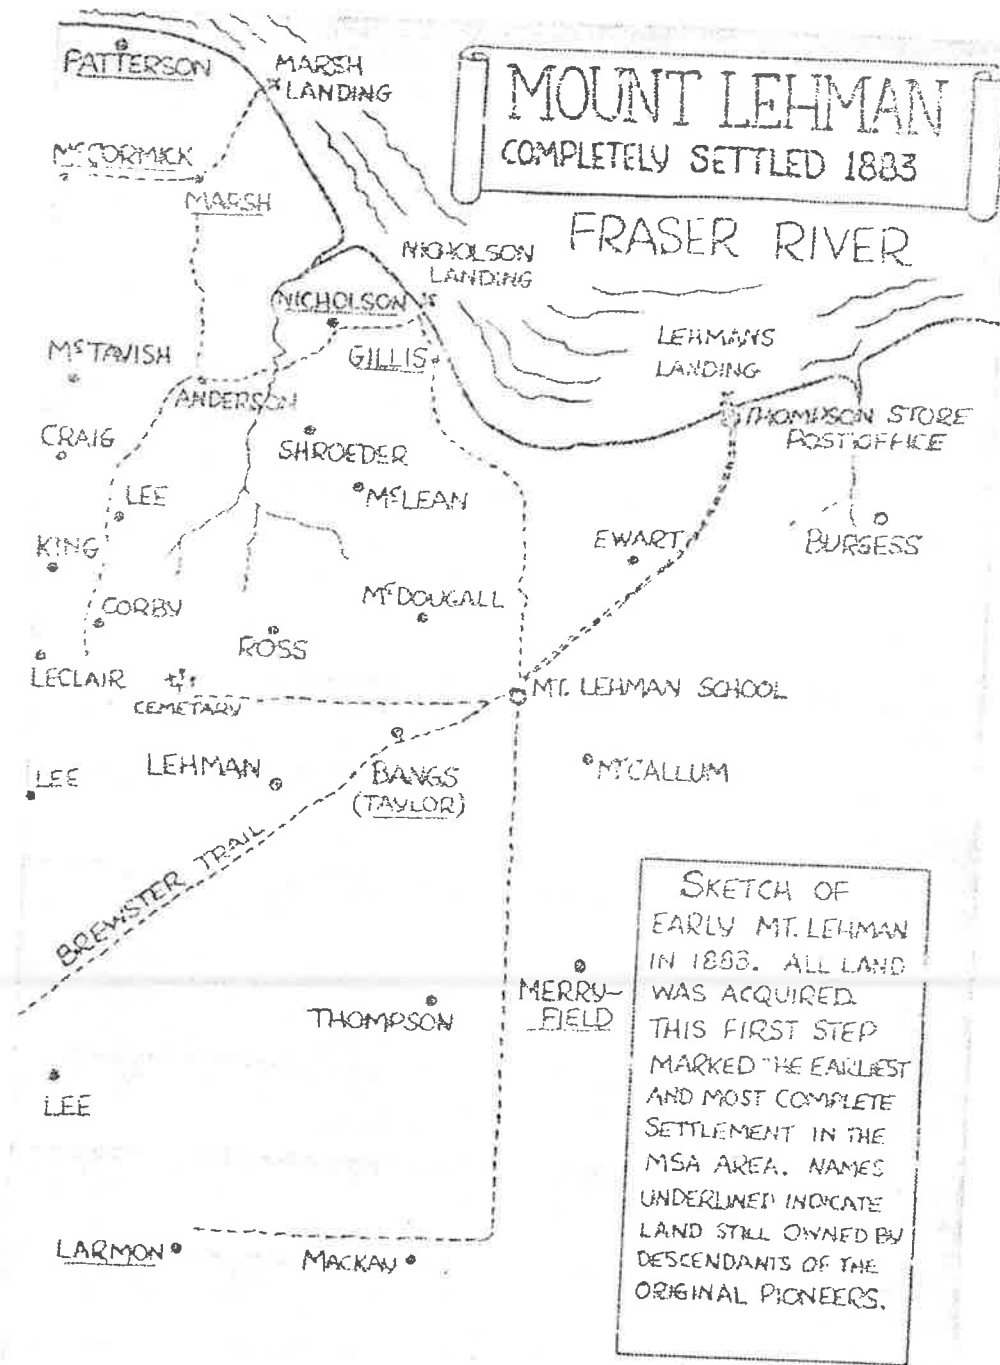 MOUNT LEHMAN
COMPLETELY SETTLED 1883
PATTERSON
MARSH
LANDING
McCORMICK
MARSH
FRASER RIVER
NICHOLSON
LANDING
NICHOLSON
GILLIS
LEHMANS
LANDING
McTAVISH
ANDERSON
THOMPSON STORE
POST OFFICE
CRAIG
SHROEDER
LEE
McLEAN
KING
EWART
BURGESS
CORBY
McDOUGALL
ROSS
LECLAIR
CEMETARY
MT. LEHMAN SCHOOL
LEE
LEHMAN
BANGS
(TAYLOR)
McCALLUM
BREWSTER TRAIL
THOMPSON
MERRY-
FIELD
LEE
LARMON
MACKAY
SKETCH OF
EARLY MT. LEHMAN
IN 1883. ALL LAND
WAS ACQUIRED.
THIS FIRST STEP
MARKED THE EARLIEST
AND MOST COMPLETE
SETTLEMENT IN THE
MSA AREA. NAMES
UNDERLINED INDICATE
LAND STILL OWNED BY
DESCENDANTS OF THE
ORIGINAL PIONEERS.